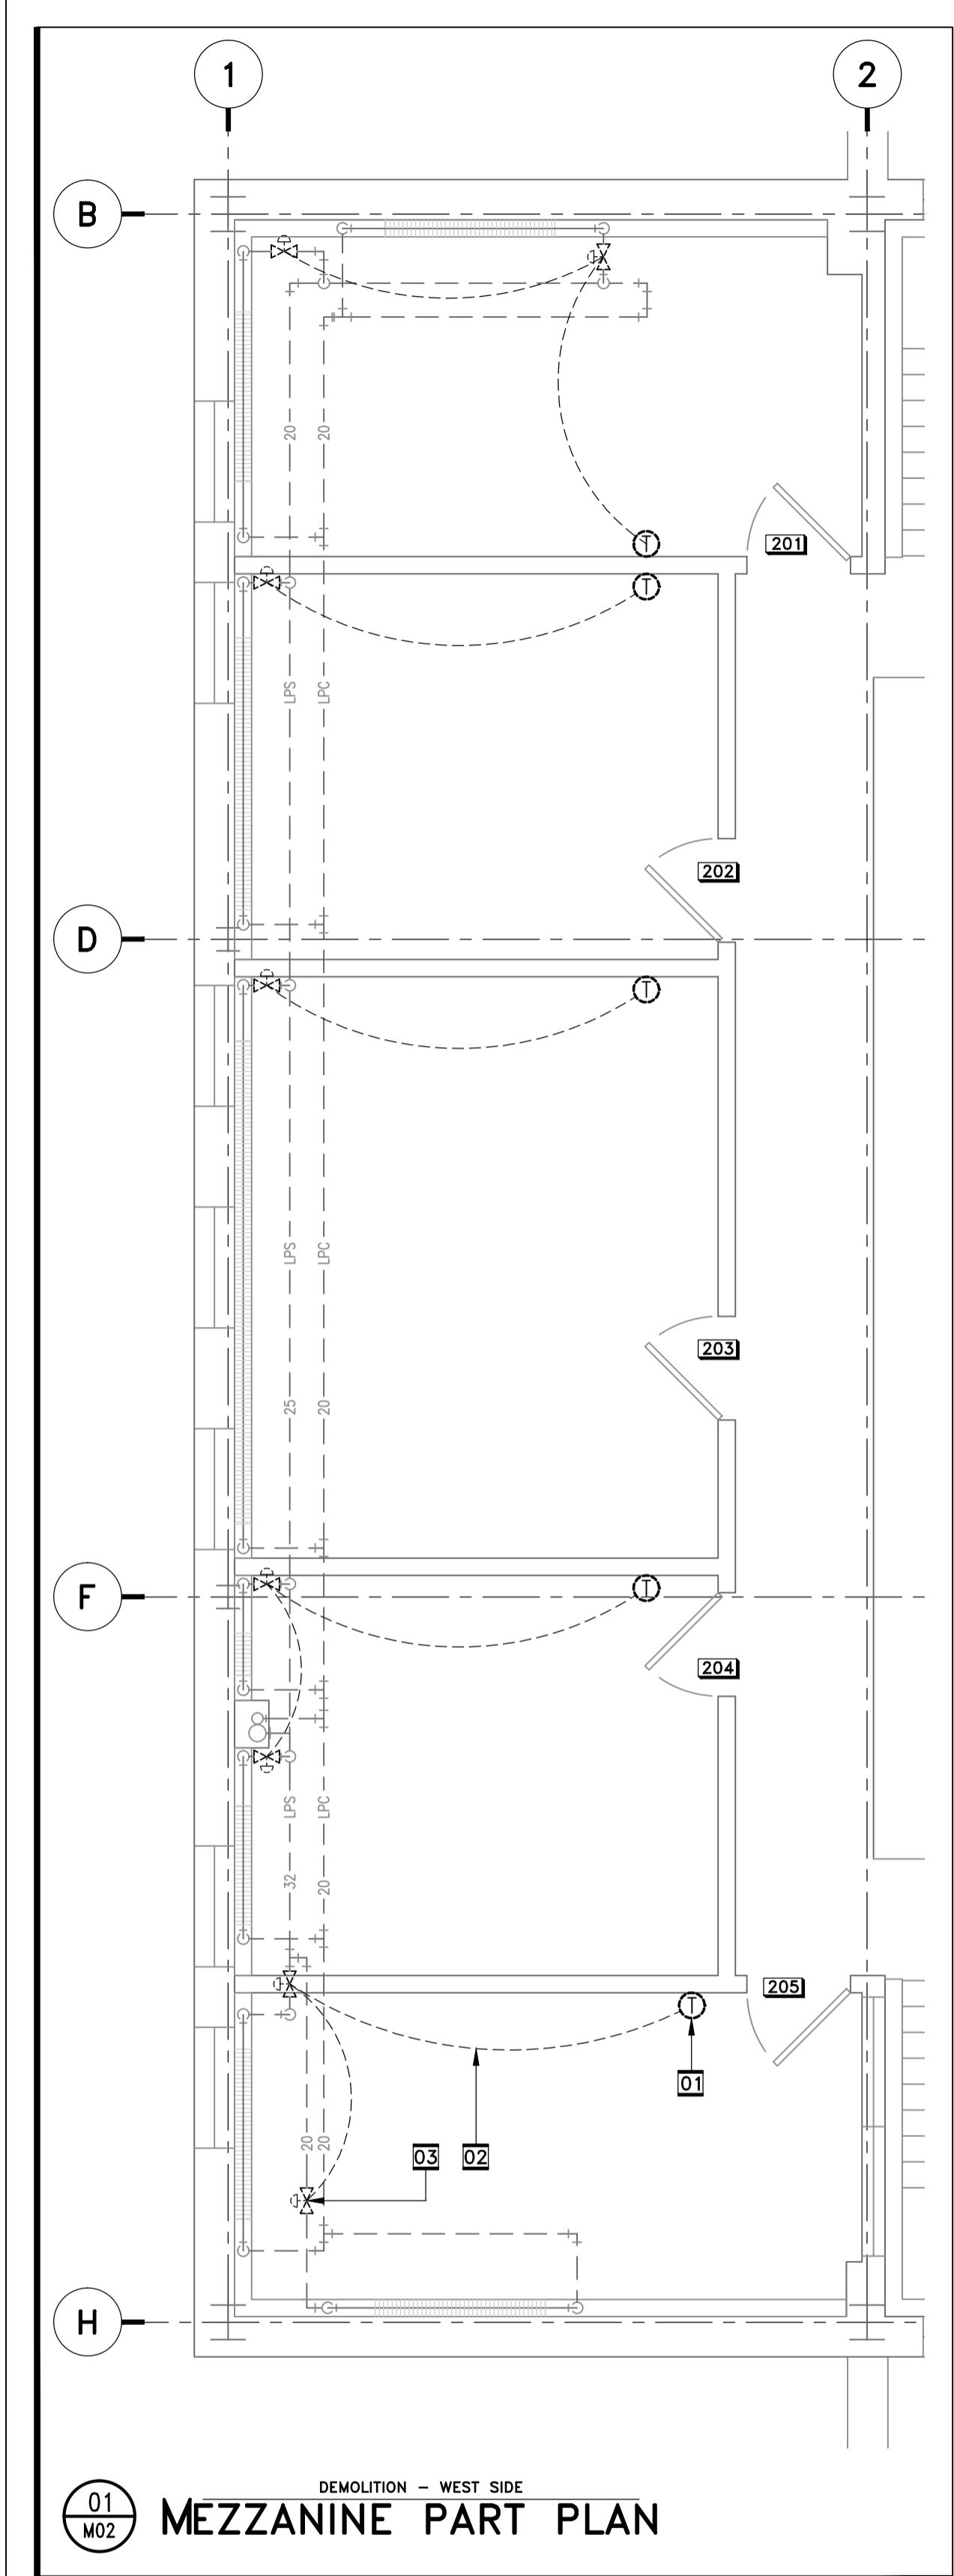 1 2
B
20 20
T
201
T
LPS LPC
202
D
T
LPS LPC
203
25 20
T
F
204
LPS LPC
32 20
205
T
01
20 20
03 02
H
DEMOLITION – WEST SIDE
01 MEZZANINE PART PLAN
M02